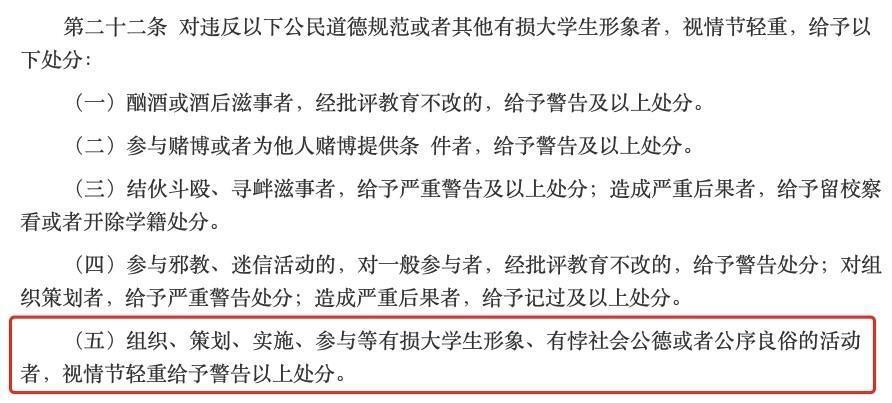 第二十二条 对违反以下公民道德规范或者其他有损大学生形象者，视情节轻重，给予以
下处分：
（一）酗酒或酒后滋事者，经批评教育不改的，给予警告及以上处分。
（二）参与赌博或者为他人赌博提供条 件者，给予警告及以上处分。
（三）结伙斗殴、寻衅滋事者，给予严重警告及以上处分；造成严重后果者，给予留校察
看或者开除学籍处分。
（四）参与邪教、迷信活动的，对一般参与者，经批评教育不改的，给予警告处分；对组
织策划者，给予严重警告处分；造成严重后果者，给予记过及以上处分。
（五）组织、策划、实施、参与等有损大学生形象、有悖社会公德或者公序良俗的活动
者，视情节轻重给予警告以上处分。